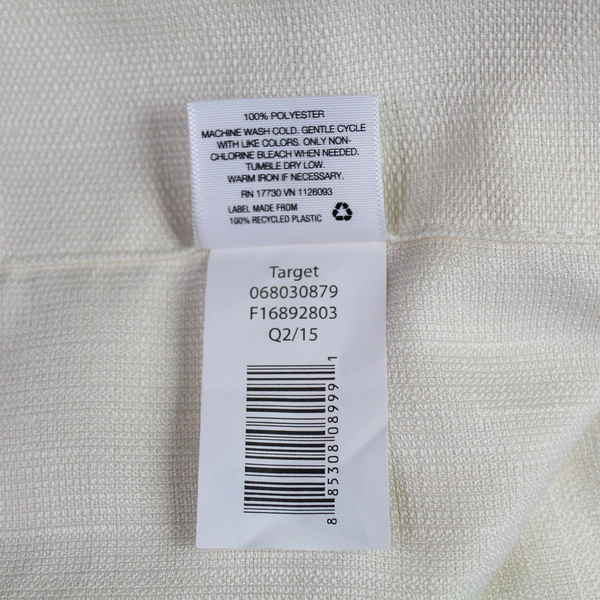 100% POLYESTER
MACHINE WASH COLD. GENTLE CYCLE
WITH LIKE COLORS. ONLY NON-
CHLORINE BLEACH WHEN NEEDED.
TUMBLE DRY LOW.
WARM IRON IF NECESSARY.
RN 17730 VN 1126093
LABEL MADE FROM
100% RECYCLED PLASTIC
Target
068030879
F16892803
Q2/15
8 85308 08999 1